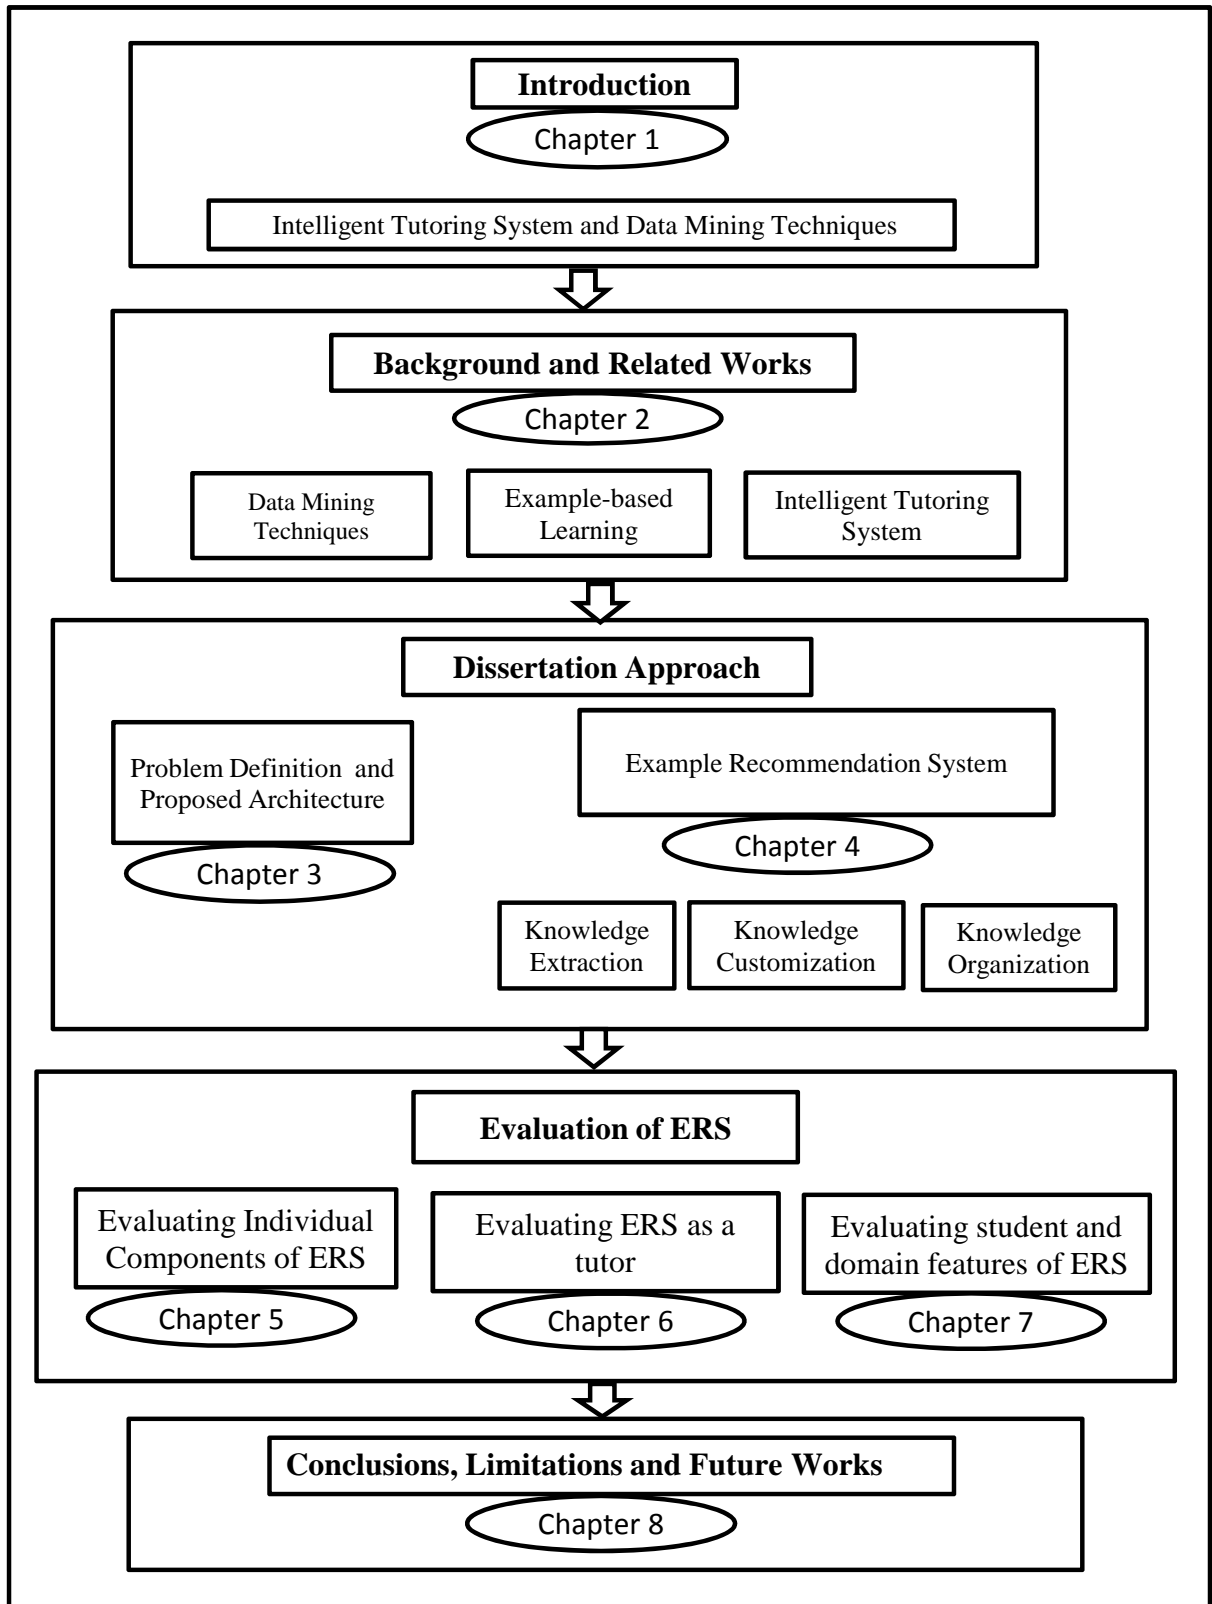 Introduction
Chapter 1
Intelligent Tutoring System and Data Mining Techniques
Background and Related Works
Chapter 2
Data Mining
Techniques
Example-based
Learning
Intelligent Tutoring
System
Dissertation Approach
Problem Definition and
Proposed Architecture
Chapter 3
Example Recommendation System
Chapter 4
Knowledge
Extraction
Knowledge
Customization
Knowledge
Organization
Evaluation of ERS
Evaluating Individual
Components of ERS
Chapter 5
Evaluating ERS as a
tutor
Chapter 6
Evaluating student and
domain features of ERS
Chapter 7
Conclusions, Limitations and Future Works
Chapter 8